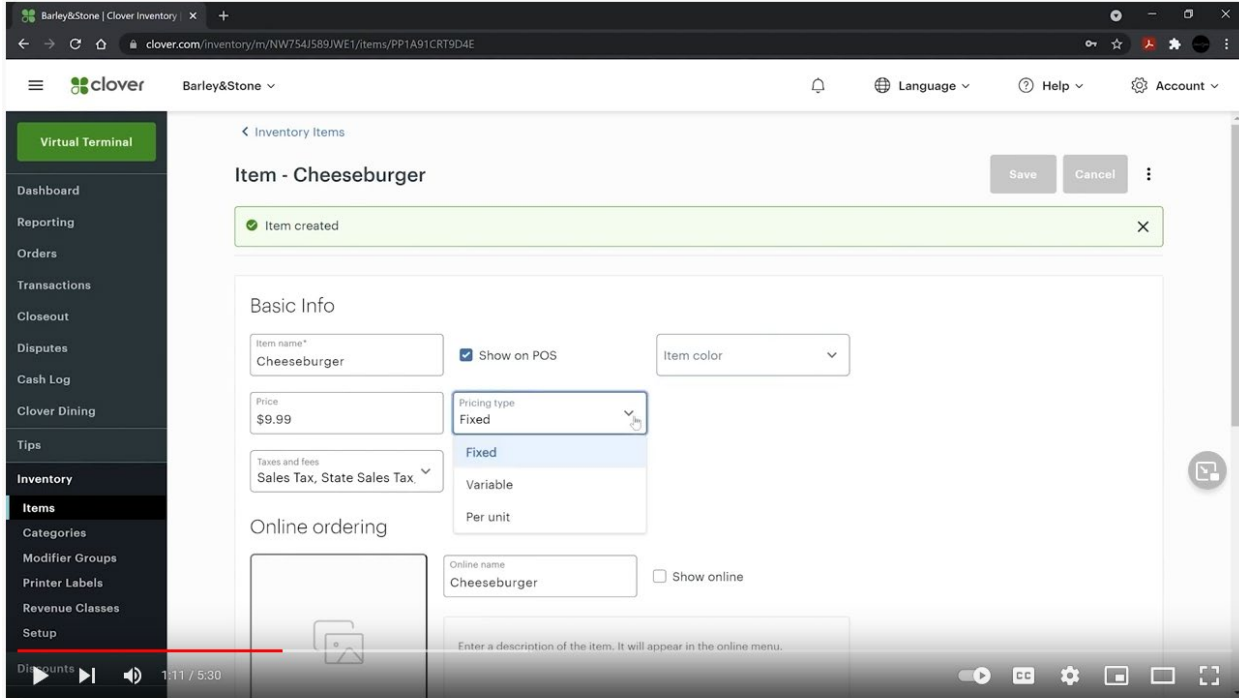 Barley&Stone | Clover Inventory
clover.com/inventory/m/NW754J589JWE1/items/PP1A91CRT9D4E
clover Barley&Stone Language Help Account
Virtual Terminal
Dashboard
Reporting
Orders
Transactions
Closeout
Disputes
Cash Log
Clover Dining
Tips
Inventory
Items
Categories
Modifier Groups
Printer Labels
Revenue Classes
Setup
Discounts
Inventory Items
Item - Cheeseburger Save Cancel
Item created
Basic Info
Item name*
Cheeseburger
Show on POS
Item color
Price
$9.99
Pricing type
Fixed
Fixed
Variable
Per unit
Taxes and fees
Sales Tax, State Sales Tax,
Online ordering
Online name
Cheeseburger
Show online
Enter a description of the item. It will appear in the online menu.
1:11 / 5:30
CC